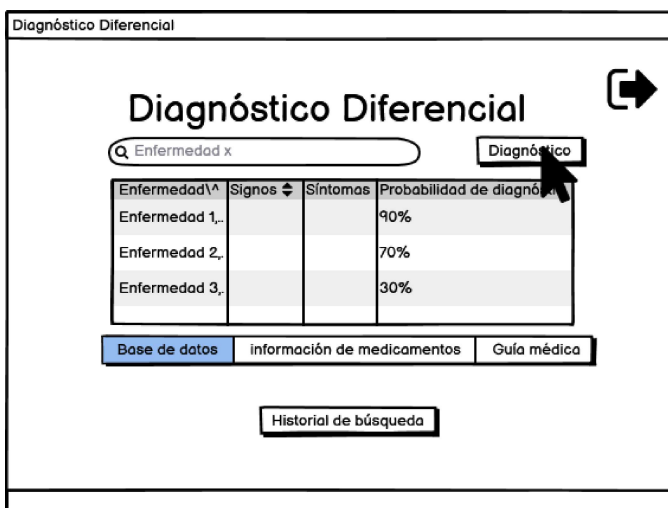 Diagnóstico Diferencial
Diagnóstico Diferencial
Enfermedad x
Diagnóstico
Enfermedad\^ Signos Síntomas Probabilidad de
Enfermedad 1,.. 90%
Enfermedad 2,. 70%
Enfermedad 3,. 30%
Base de datos información de medicamentos Guía médica
Historial de búsqueda